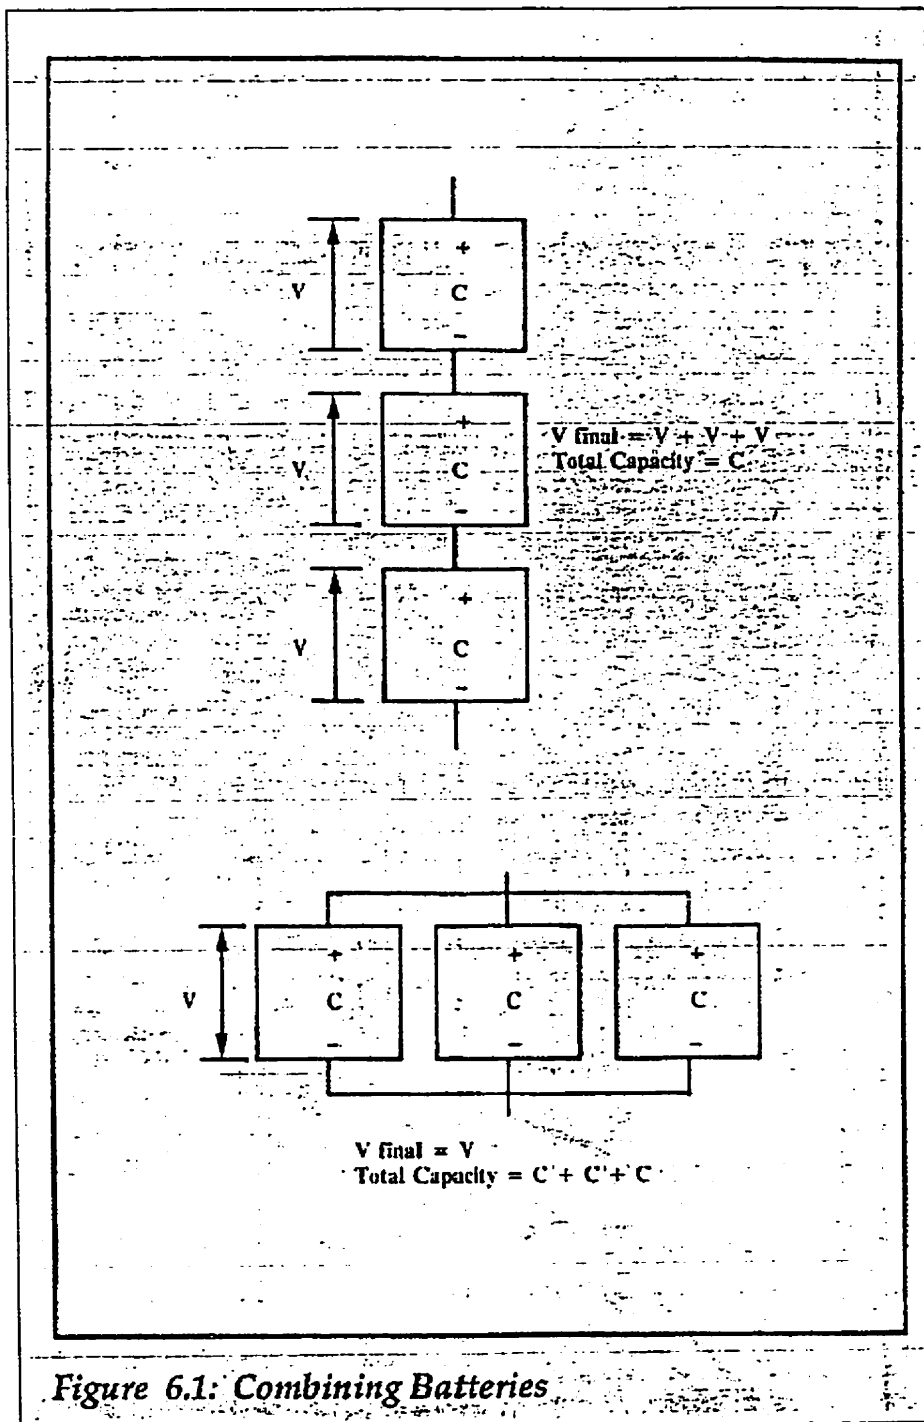 +
V
C
−
+
V
C
−
V final = V + V + V
Total Capacity = C
+
V
C
−
+
+
+
V
C
C
C
−
−
−
V final = V
Total Capacity = C + C + C
Figure 6.1: Combining Batteries